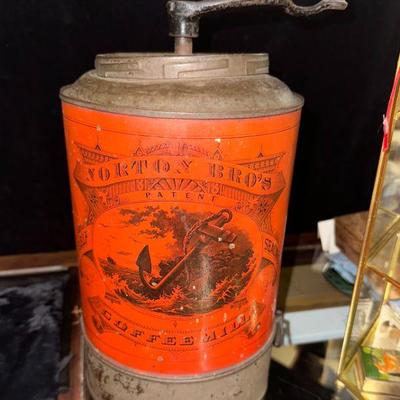 NORTON BRO'S
PATENT
COFFEE MILL